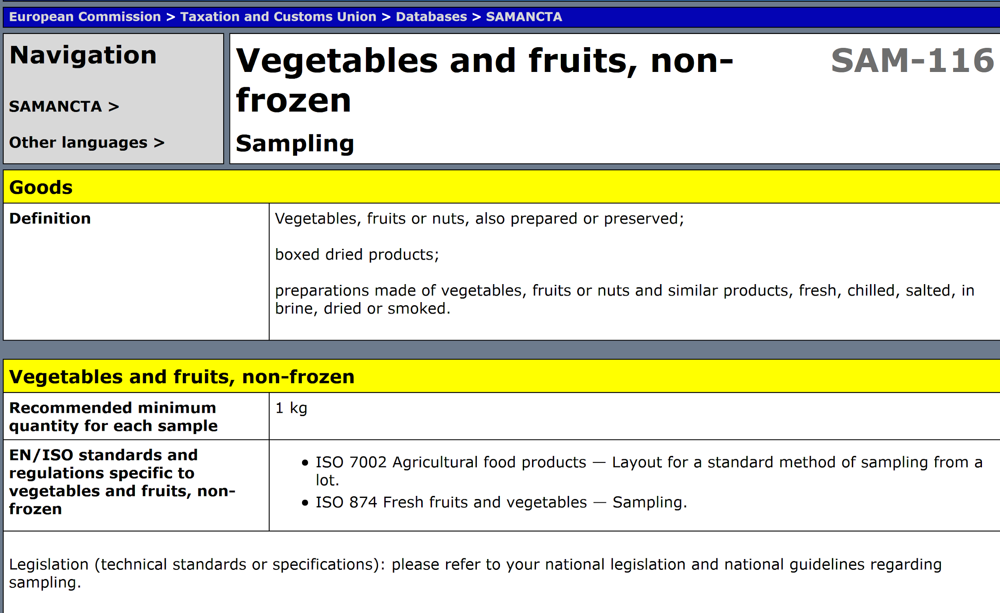 European Commission > Taxation and Customs Union > Databases > SAMANCTA
Navigation
SAMANCTA >
Other languages >
Vegetables and fruits, non-
frozen
SAM-116
Sampling
Goods
Definition
Vegetables, fruits or nuts, also prepared or preserved;
boxed dried products;
preparations made of vegetables, fruits or nuts and similar products, fresh, chilled, salted, in
brine, dried or smoked.
Vegetables and fruits, non-frozen
Recommended minimum
quantity for each sample
1 kg
EN/ISO standards and
regulations specific to
vegetables and fruits, non-
frozen
• ISO 7002 Agricultural food products — Layout for a standard method of sampling from a
lot.
• ISO 874 Fresh fruits and vegetables — Sampling.
Legislation (technical standards or specifications): please refer to your national legislation and national guidelines regarding
sampling.